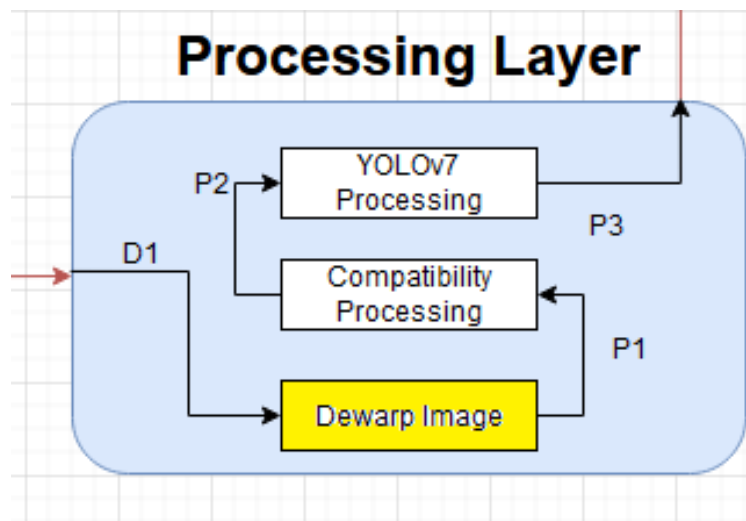 Processing Layer
YOLOv7
Processing
P2
P3
D1
Compatibility
Processing
P1
Dewarp Image